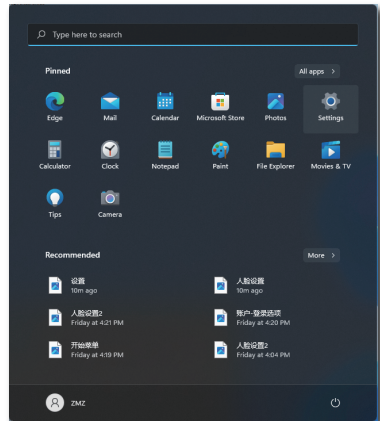 Type here to search
Pinned
All apps >
Edge
Mail
Calendar
Microsoft Store
Photos
Settings
Calculator
Clock
Notepad
Paint
File Explorer
Movies & TV
Tips
Camera
Recommended
More >
设置
10m ago
人脸设置
10m ago
人脸设置2
Friday at 4:21 PM
账户-登录选项
Friday at 4:20 PM
开始菜单
Friday at 4:19 PM
人脸设置2
Friday at 4:04 PM
ZMZ